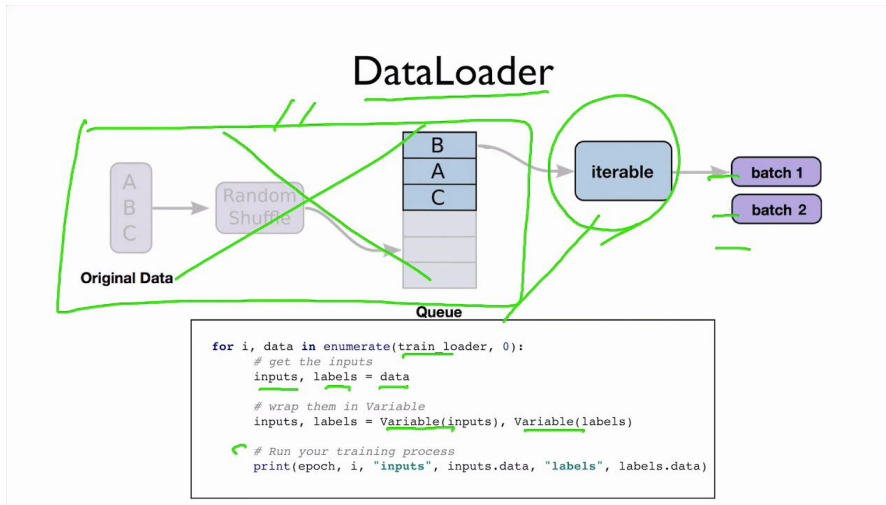 DataLoader
A
B
C
Original Data
Random
Shuffle
B
A
C
Queue
iterable
batch 1
batch 2
for i, data in enumerate(train_loader, 0):
# get the inputs
inputs, labels = data
# wrap them in Variable
inputs, labels = Variable(inputs), Variable(labels)
# Run your training process
print(epoch, i, "inputs", inputs.data, "labels", labels.data)